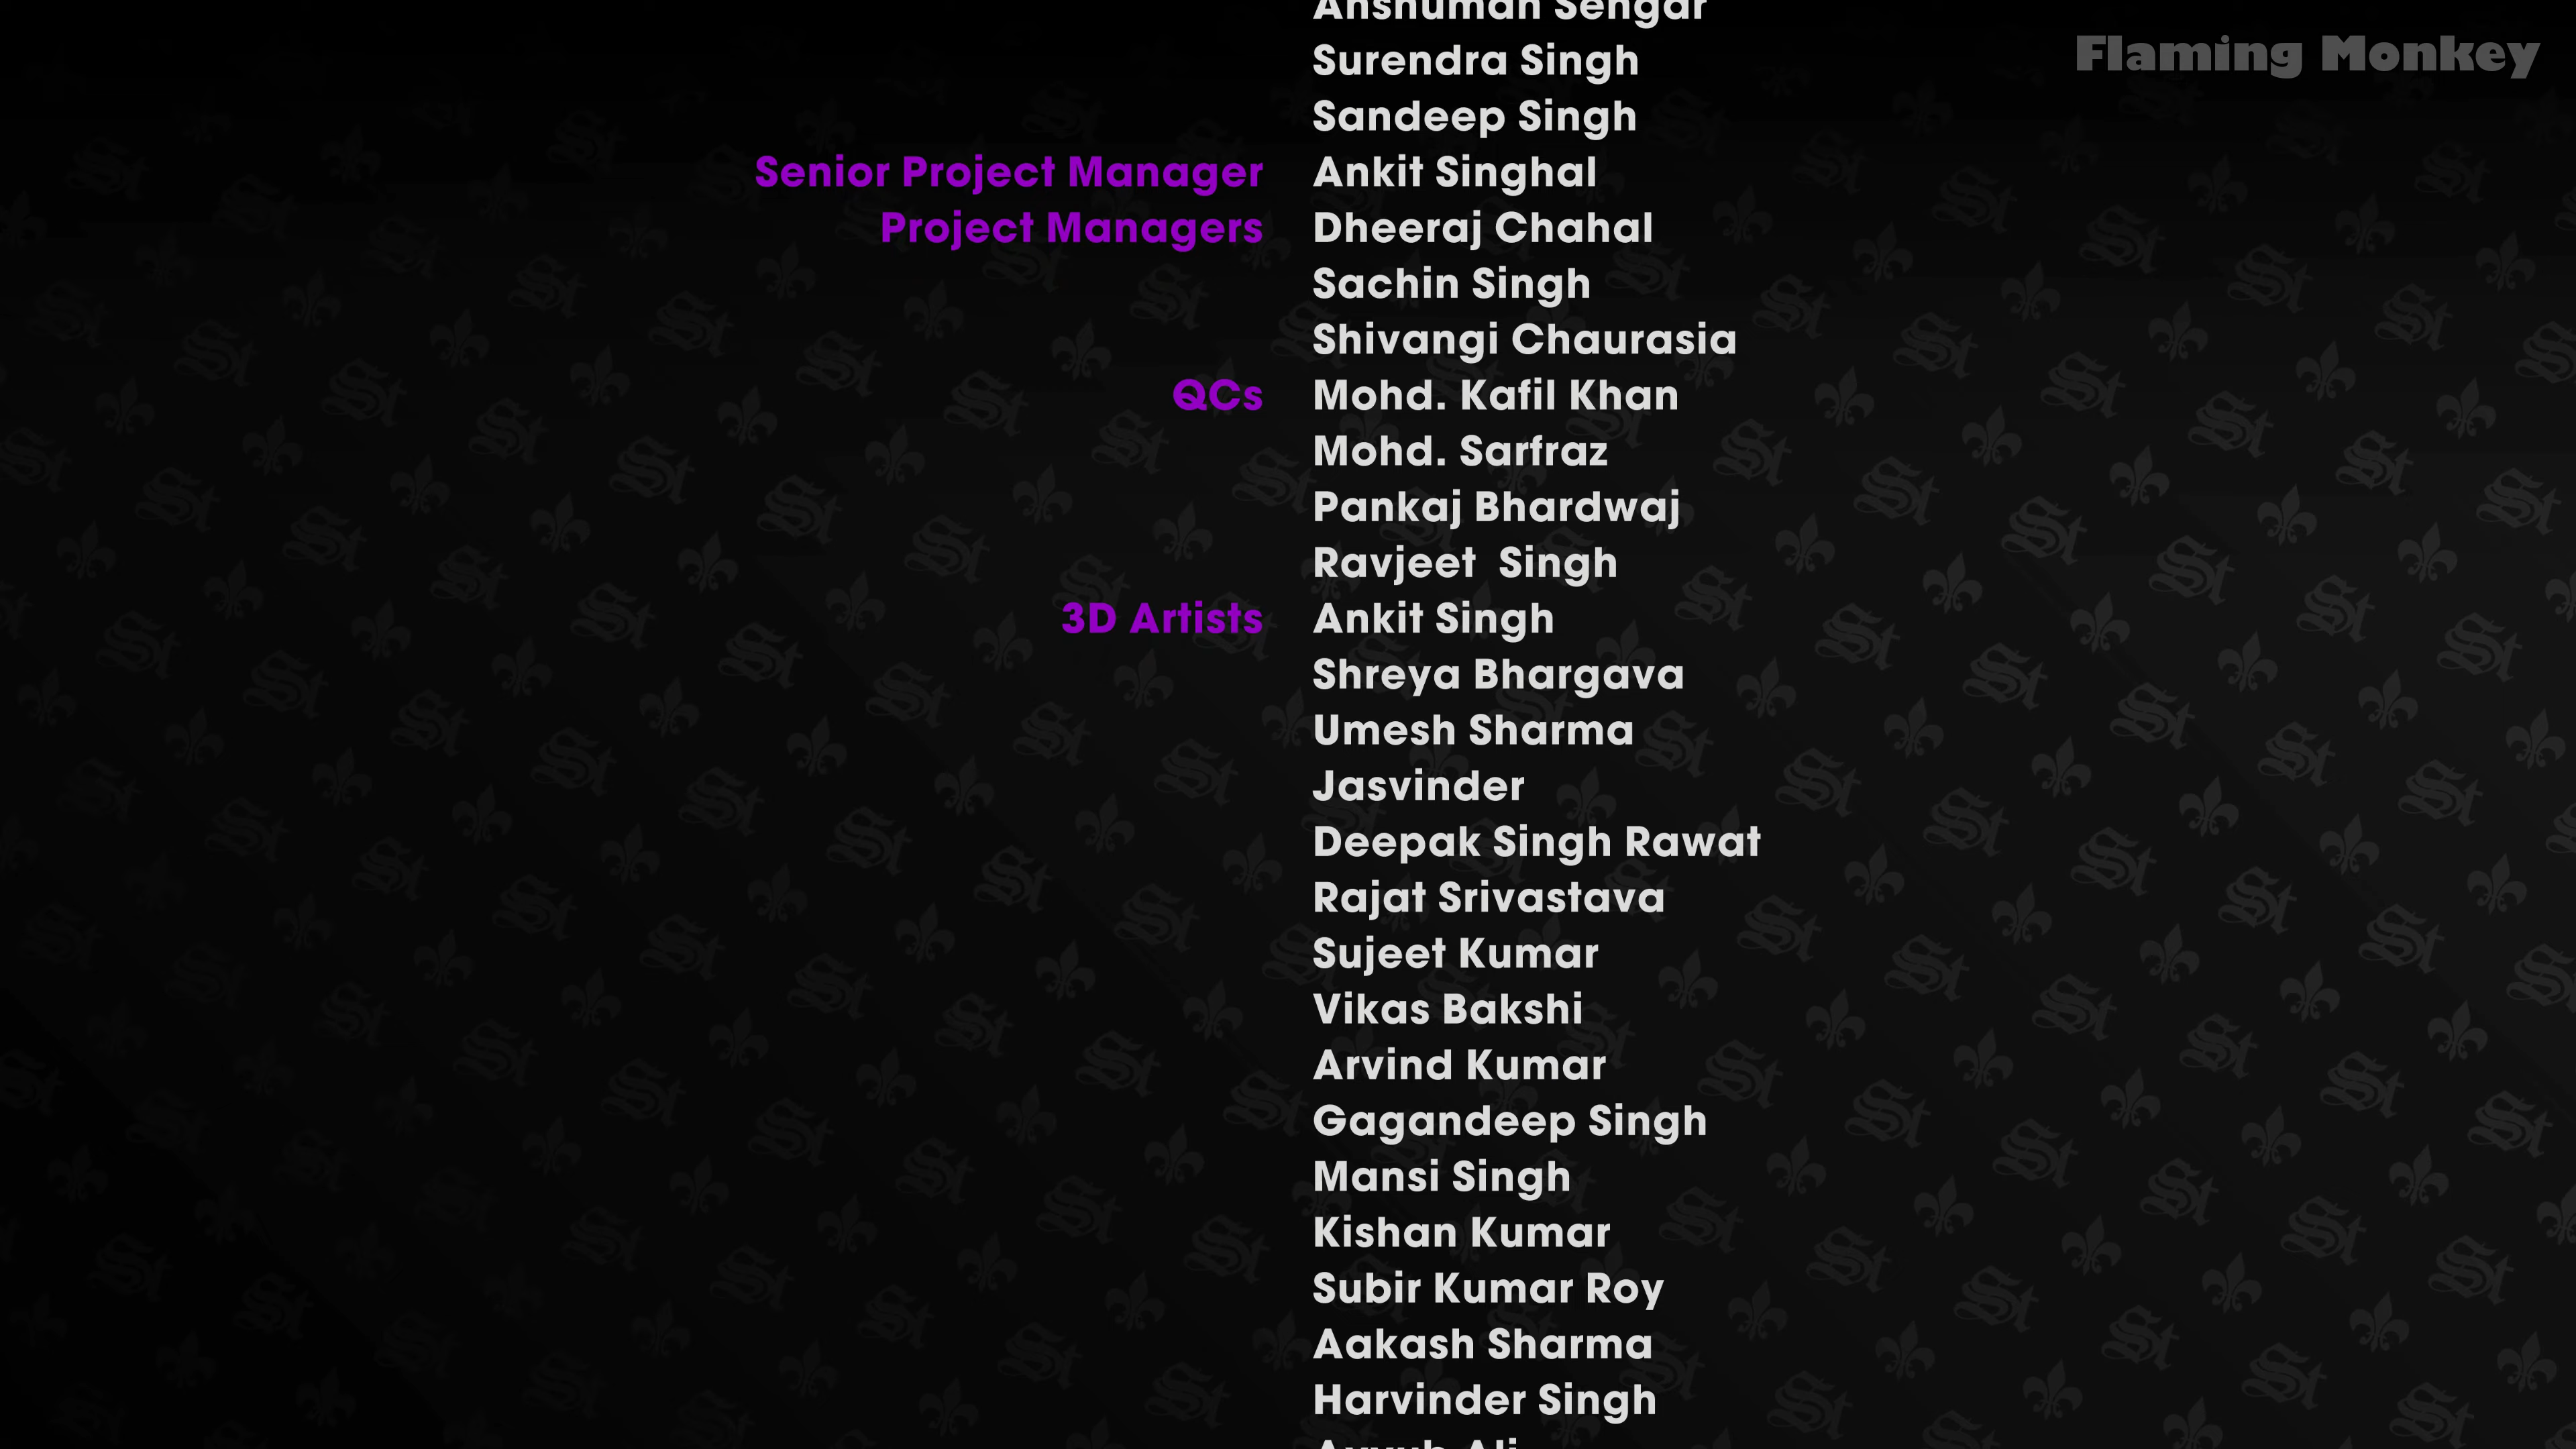 Anshuman Sengar
Flaming Monkey
Surendra Singh
Sandeep Singh
Senior Project Manager Ankit Singhal
Project Managers Dheeraj Chahal
Sachin Singh
Shivangi Chaurasia
QCs Mohd. Kafil Khan
Mohd. Sarfraz
Pankaj Bhardwaj
Ravjeet  Singh
3D Artists Ankit Singh
Shreya Bhargava
Umesh Sharma
Jasvinder
Deepak Singh Rawat
Rajat Srivastava
Sujeet Kumar
Vikas Bakshi
Arvind Kumar
Gagandeep Singh
Mansi Singh
Kishan Kumar
Subir Kumar Roy
Aakash Sharma
Harvinder Singh